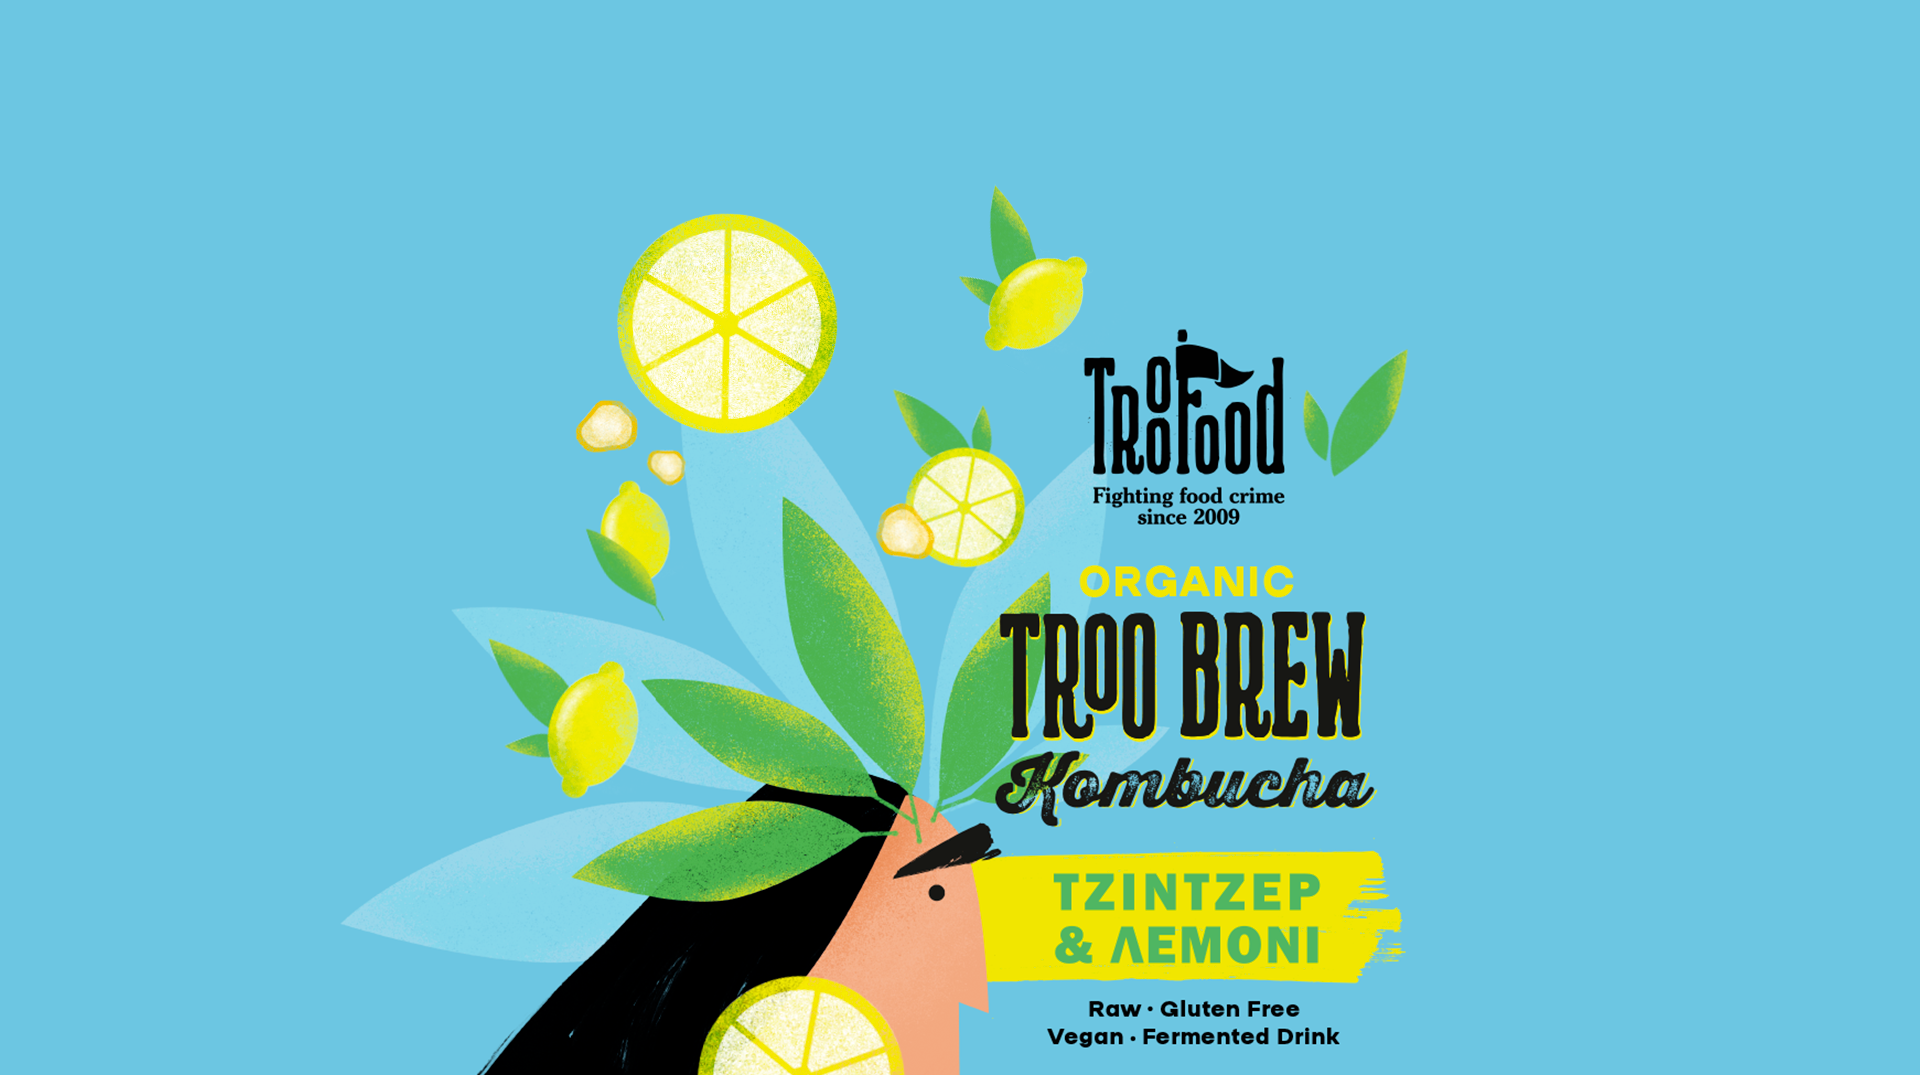 TROOFOOd
Fighting food crime
since 2009
ORGANIC
TROO BREW
Kombucha
ΤΖΙΝΤΖΕΡ
& ΛΕΜΟΝΙ
Raw · Gluten Free
Vegan · Fermented Drink